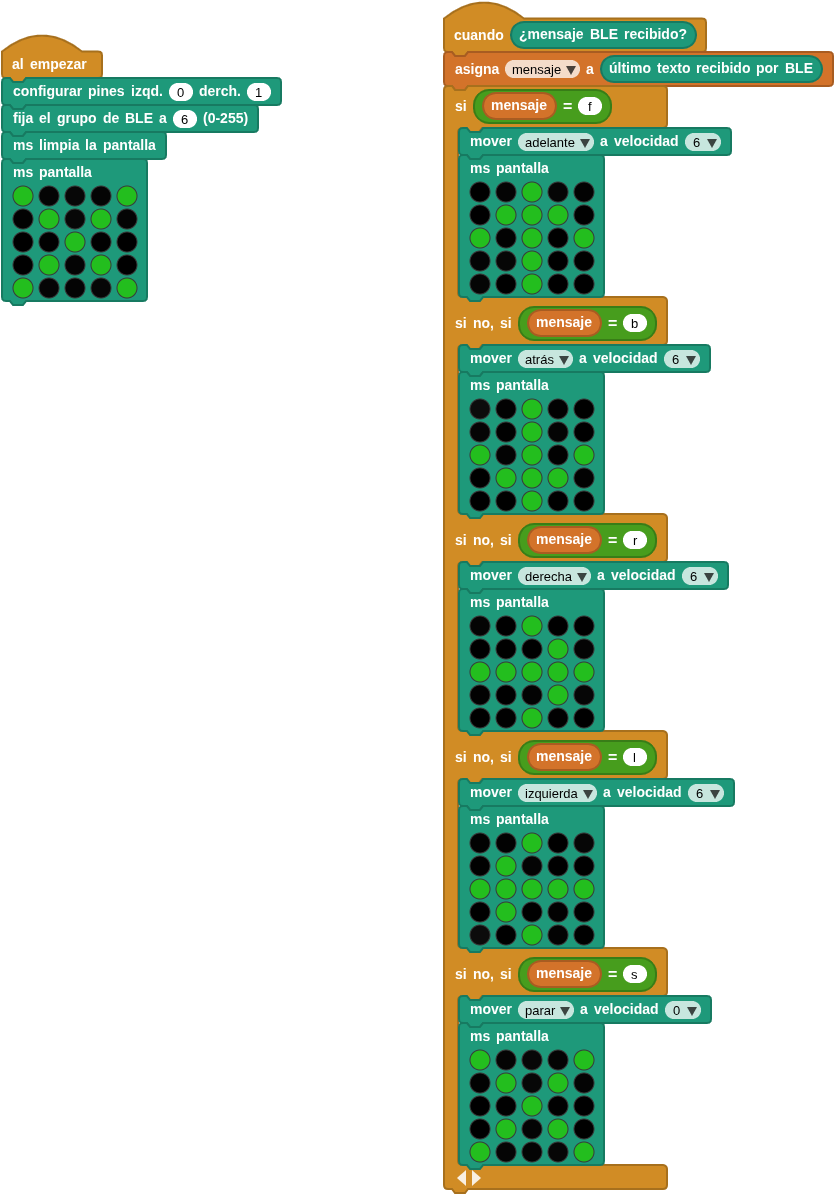 al empezar
configurar pines izqd. 0 derch. 1
fija el grupo de BLE a 6 (0-255)
ms limpia la pantalla
ms pantalla
cuando ¿mensaje BLE recibido?
asigna mensaje a último texto recibido por BLE
si mensaje = f
mover adelante a velocidad 6
ms pantalla
si no, si mensaje = b
mover atrás a velocidad 6
ms pantalla
si no, si mensaje = r
mover derecha a velocidad 6
ms pantalla
si no, si mensaje = l
mover izquierda a velocidad 6
ms pantalla
si no, si mensaje = s
mover parar a velocidad 0
ms pantalla